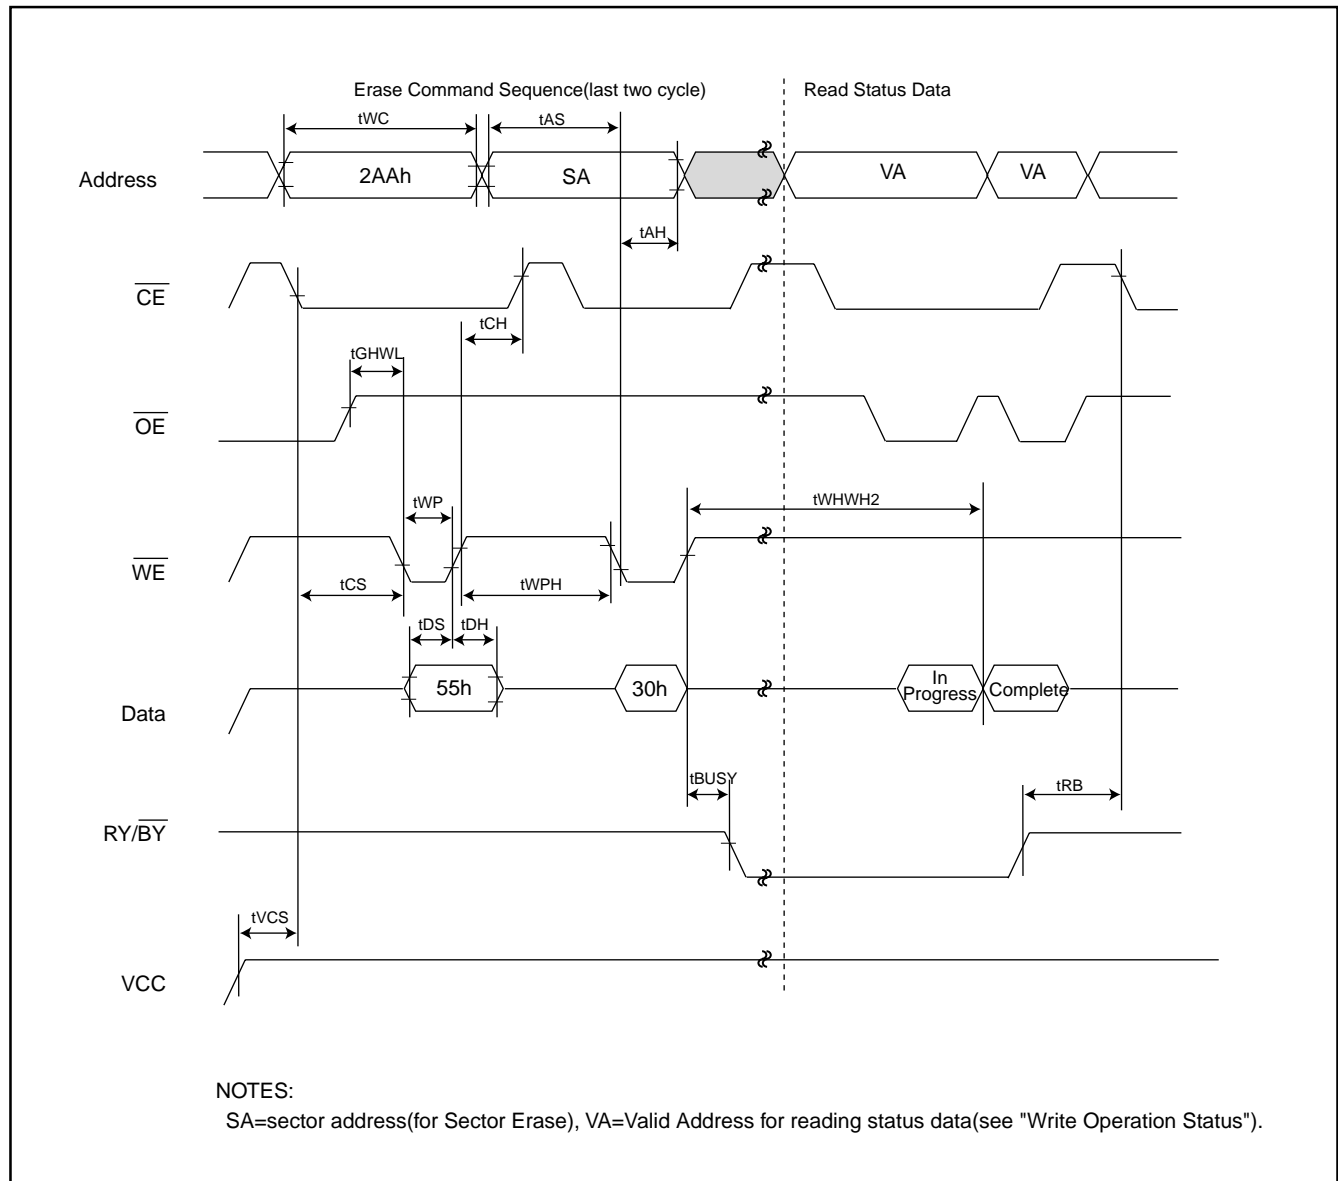 Erase Command Sequence(last two cycle)
Read Status Data
tWC
tAS
Address
2AAh
SA
VA
VA
tAH
CE
tCH
tGHWL
OE
tWP
tWHWH2
WE
tCS
tWPH
tDS
tDH
55h
30h
In
Progress
Complete
Data
tBUSY
tRB
RY/BY
tVCS
VCC
NOTES:
SA=sector address(for Sector Erase), VA=Valid Address for reading status data(see "Write Operation Status").